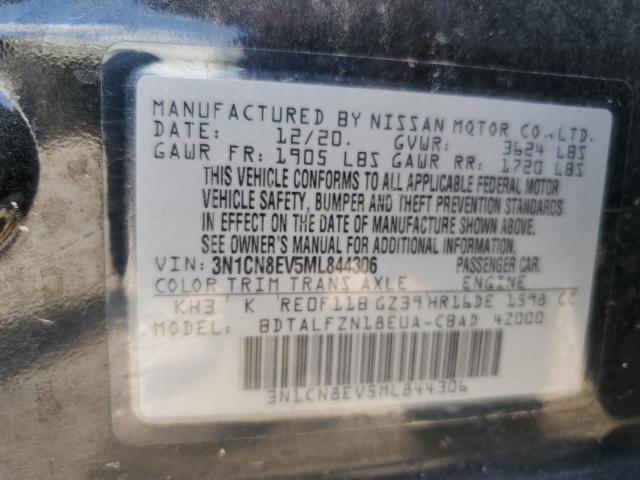 MANUFACTURED BY NISSAN MOTOR CO.,LTD.
DATE: 12/20. GVWR: 3624 LBS
GAWR FR: 1905 LBS GAWR RR: 1720 LBS
THIS VEHICLE CONFORMS TO ALL APPLICABLE FEDERAL MOTOR
VEHICLE SAFETY, BUMPER AND THEFT PREVENTION STANDARDS
IN EFFECT ON THE DATE OF MANUFACTURE SHOWN ABOVE.
SEE OWNER'S MANUAL FOR ADDITIONAL INFORMATION.
VIN: 3N1CN8EV5ML844306 PASSENGER CAR.
COLOR TRIM TRANS AXLE ENGINE
KH3 K RE0F11B GZ39 HR16DE 1598 CC
MODEL: BDTALFZN18EUA-CBAD 42000
3N1CN8EV5ML844306